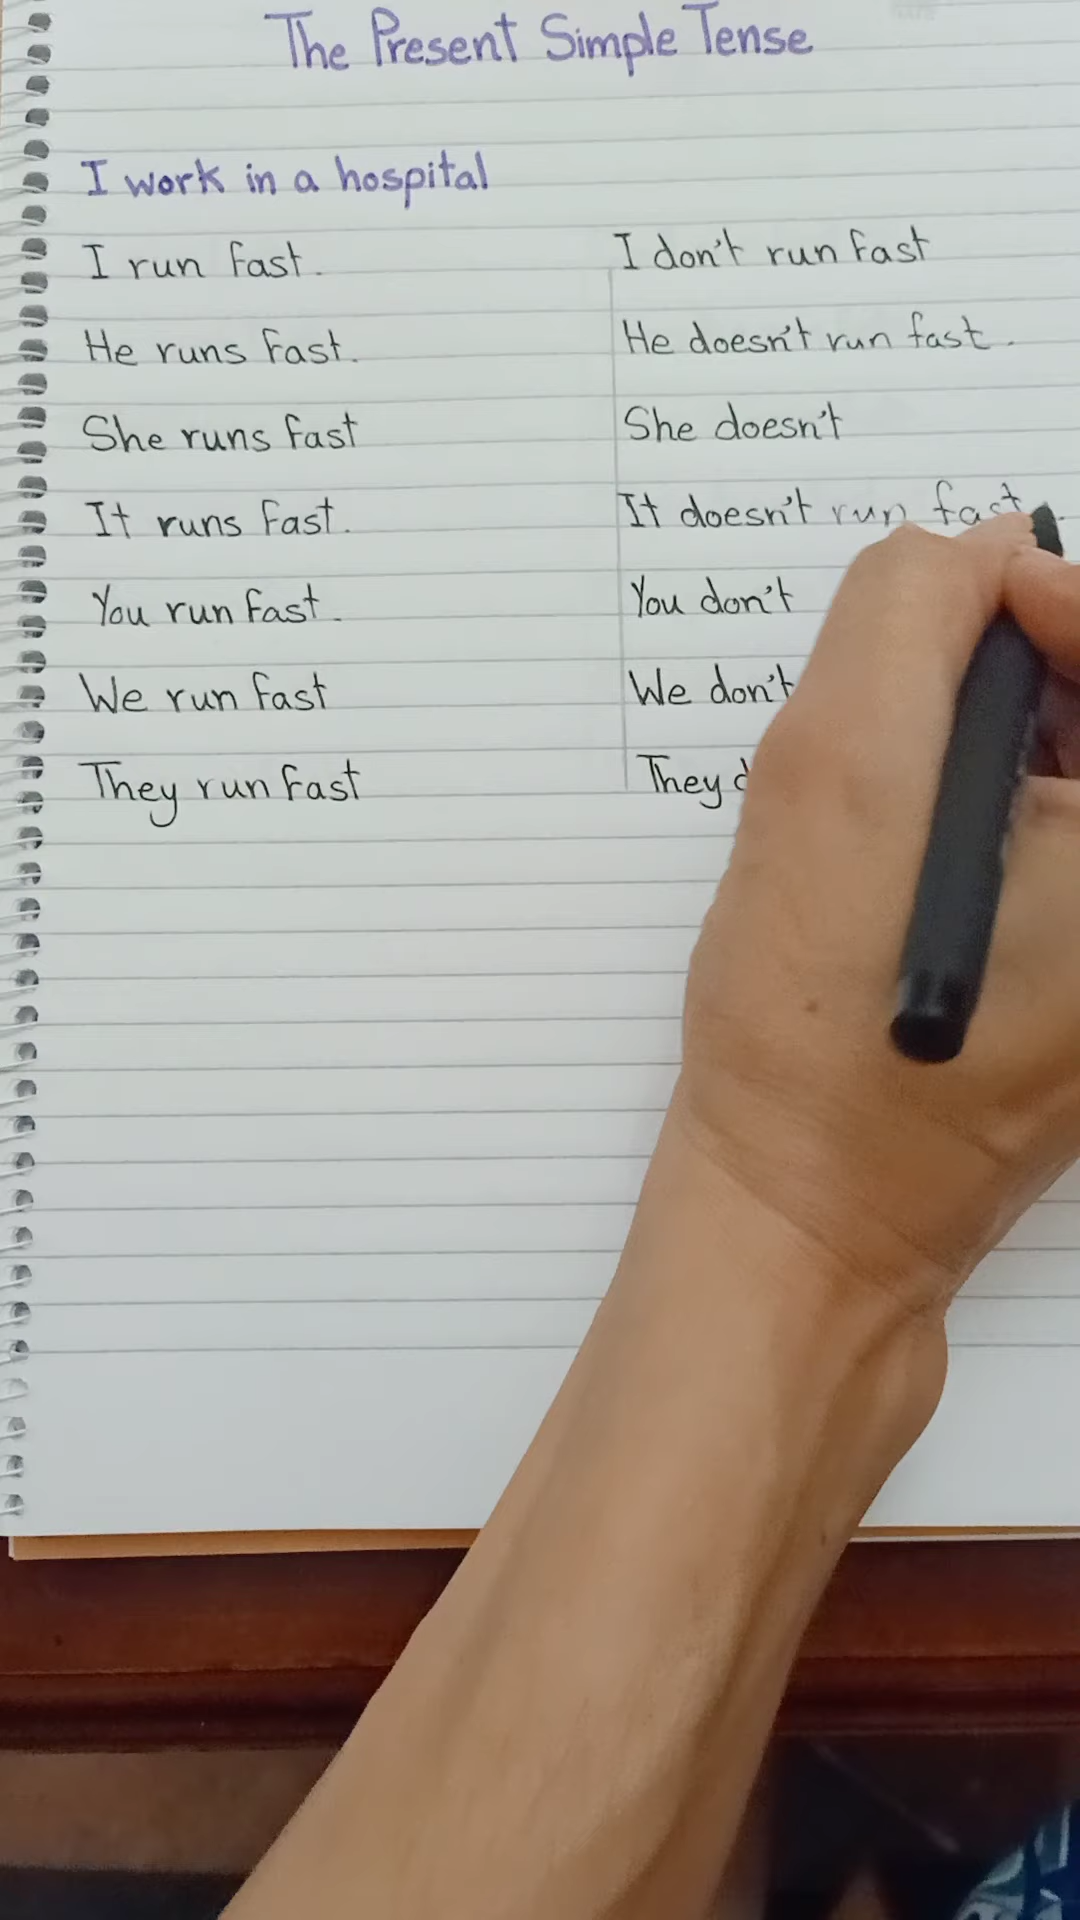 The Present Simple Tense
I work in a hospital
I run fast. I don't run fast
He runs fast. He doesn't run fast.
She runs fast She doesn't
It runs fast. It doesn't run fast.
You run fast. You don't
We run fast We don't
They run fast They